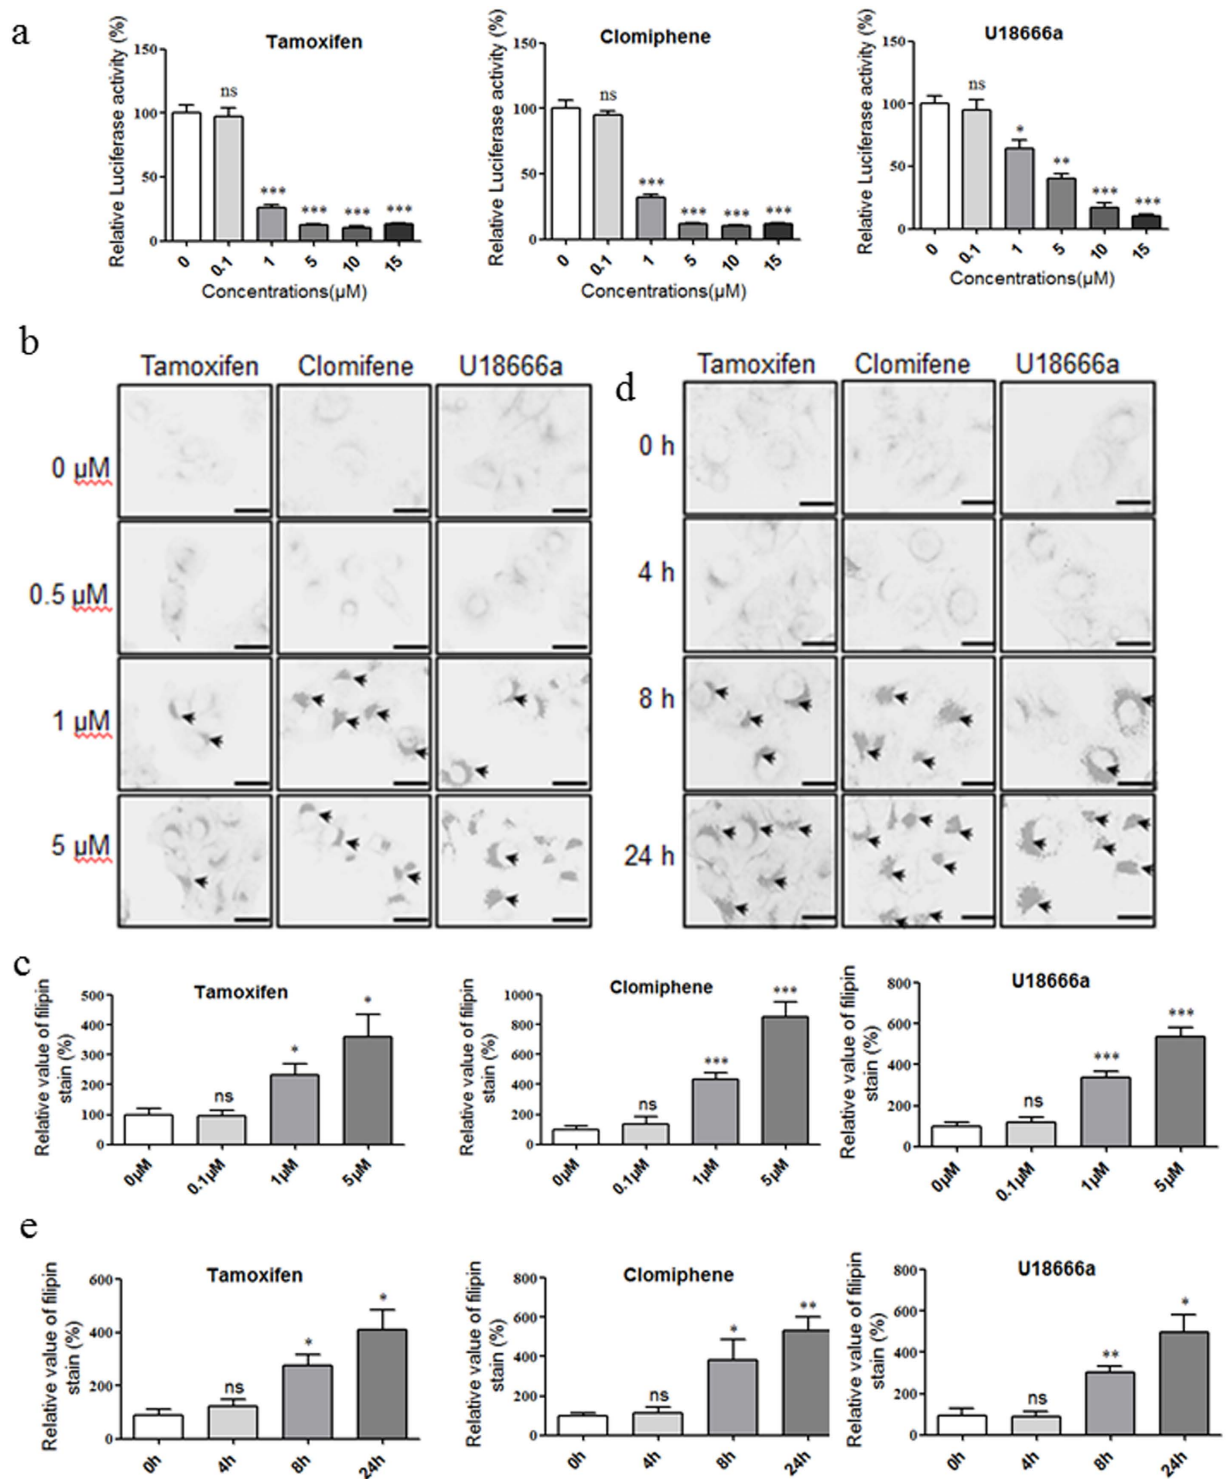 a
Tamoxifen
Relative Luciferase activity (%)
150
100
50
0
ns
***
***
***
***
0
0.1
1
5
10
15
Concentrations(µM)
Clomiphene
Relative Luciferase activity (%)
150
100
50
0
ns
***
***
***
***
0
0.1
1
5
10
15
Concentrations(µM)
U18666a
Relative Luciferase activity (%)
150
100
50
0
ns
*
**
***
***
0
0.1
1
5
10
15
Concentrations(µM)
b
Tamoxifen
Clomifene
U18666a
0 µM
0.5 µM
1 µM
5 µM
d
Tamoxifen
Clomifene
U18666a
0 h
4 h
8 h
24 h
c
Tamoxifen
Relative value of filipin
stain (%)
500
400
300
200
100
0
ns
*
*
0µM
0.1µM
1µM
5µM
Clomiphene
Relative value of filipin
stain (%)
1000
800
600
400
200
0
ns
***
***
0µM
0.1µM
1µM
5µM
U18666a
Relative value of filipin
stain (%)
800
600
400
200
0
ns
***
***
0µM
0.1µM
1µM
5µM
e
Tamoxifen
Relative value of filipin
stain (%)
600
400
200
0
ns
*
*
0h
4h
8h
24h
Clomiphene
Relative value of filipin
stain (%)
800
600
400
200
0
ns
*
**
0h
4h
8h
24h
U18666a
Relative value of filipin
stain (%)
800
600
400
200
0
ns
**
*
0h
4h
8h
24h